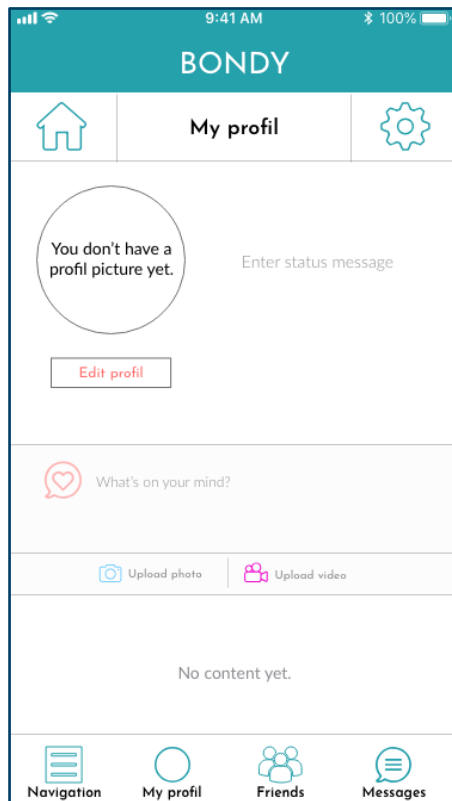 9:41 AM
100%
BONDY
My profil
You don't have a
profil picture yet.
Enter status message
Edit profil
What's on your mind?
Upload photo
Upload video
No content yet.
Navigation
My profil
Friends
Messages